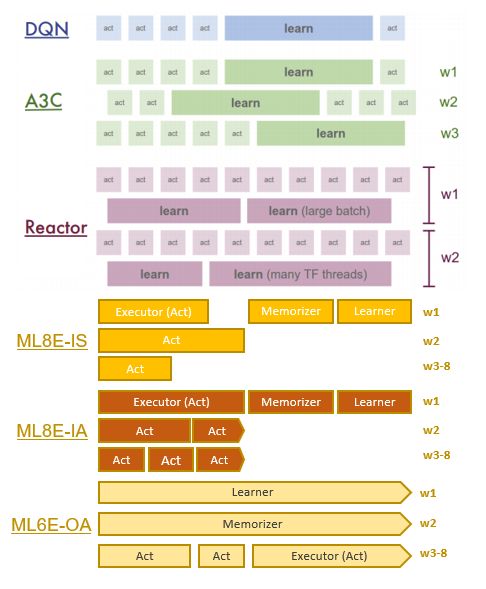 DQN act act act act learn act
act act act act learn act w1
A3C act act learn act act act w2
act act act act act learn w3
act act act act act act act act act act
learn learn (large batch) w1
Reactor
act act act act act act act act act act
learn learn (many TF threads) w2
Executor (Act) Memorizer Learner w1
ML8E-IS Act w2
Act w3-8
Executor (Act) Memorizer Learner w1
ML8E-IA Act Act w2
Act Act Act w3-8
Learner w1
ML6E-OA Memorizer w2
Act Act Executor (Act) w3-8